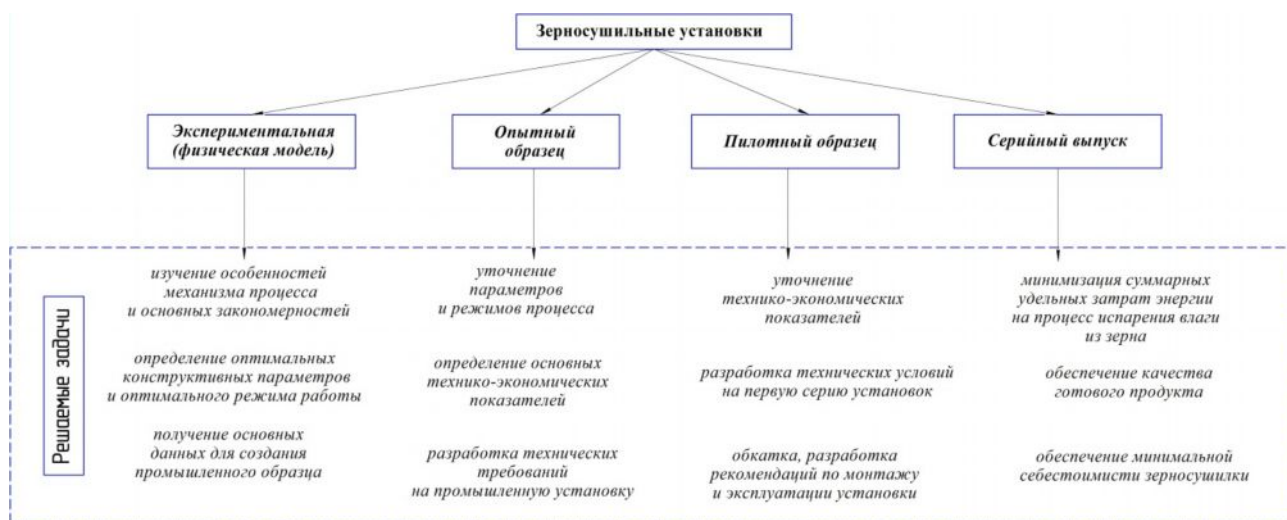 Зерносушильные установки
Экспериментальная
(физическая модель)
Опытный
образец
Пилотный образец
Серийный выпуск
Решаемые задачи
изучение особенностей
механизма процесса
и основных закономерностей
определение оптимальных
конструктивных параметров
и оптимального режима работы
получение основных
данных для создания
промышленного образца
уточнение
параметров
и режимов процесса
определение основных
технико-экономических
показателей
разработка технических
требований
на промышленную установку
уточнение
технико-экономических
показателей
разработка технических условий
на первую серию установок
обкатка, разработка
рекомендаций по монтажу
и эксплуатации установки
минимизация суммарных
удельных затрат энергии
на процесс испарения влаги
из зерна
обеспечение качества
готового продукта
обеспечение минимальной
себестоимисти зерносушилки